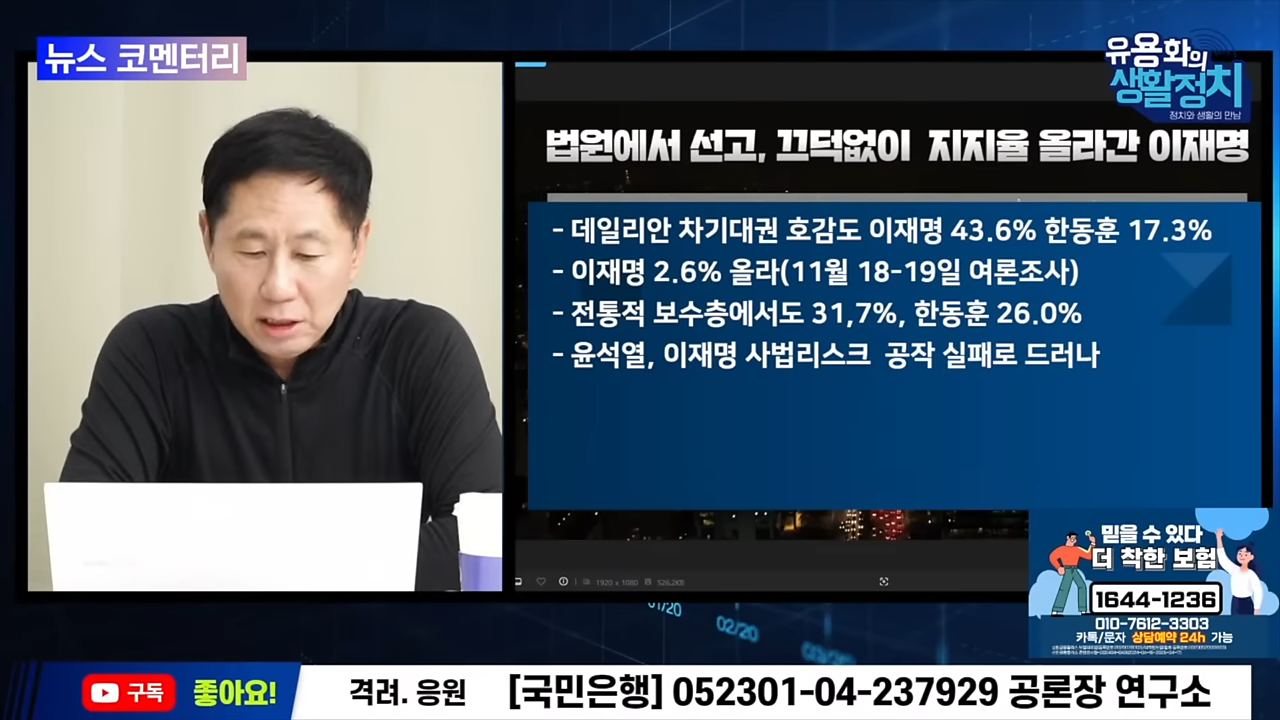 뉴스 코멘터리
유용화의
생활정치
정치와 생활의 만남
법원에서 선고, 끄덕없이 지지율 올라간 이재명
- 데일리안 차기대권 호감도 이재명 43.6% 한동훈 17.3%
- 이재명 2.6% 올라(11월 18-19일 여론조사)
- 전통적 보수층에서도 31,7%, 한동훈 26.0%
- 윤석열, 이재명 사법리스크 공작 실패로 드러나
1920 x 1080 526.2KB
믿을 수 있다
더 착한 보험
1644-1236
010-7612-3303
카톡/문자 상담예약 24h 가능
01/20
02/20
구독 좋아요! 격려. 응원 [국민은행] 052301-04-237929 공론장 연구소